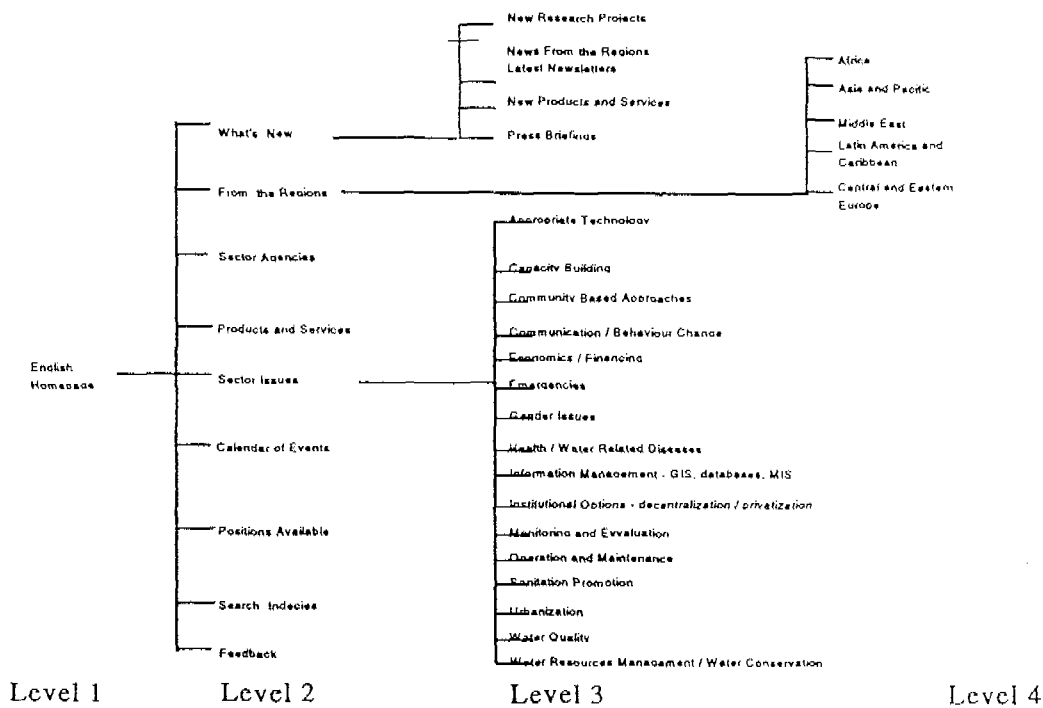 English
Homepage
What's New
From the Regions
Sector Agencies
Products and Services
Sector Issues
Calendar of Events
Positions Available
Search Indecies
Feedback
New Research Projects
News From the Regions
Latest Newsletters
New Products and Services
Press Briefings
Appropriate Technology
Capacity Building
Community Based Approaches
Communication / Behaviour Change
Economics / Financing
Emergencies
Gender Issues
Health / Water Related Diseases
Information Management - GIS, databases, MIS
Institutional Options - decentralization / privatization
Monitoring and Evvaluation
Operation and Maintenance
Sanitation Promotion
Urbanization
Water Quality
Water Resources Management / Water Conservation
Africa
Asia and Pacific
Middle East
Latin America and
Caribbean
Central and Eastern
Europe
Level 1
Level 2
Level 3
Level 4